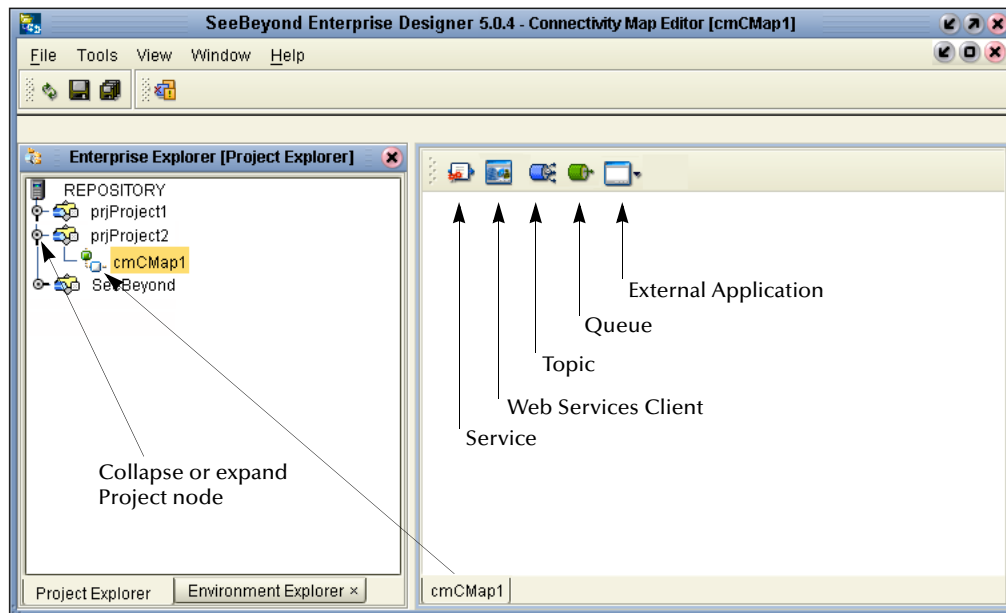 SeeBeyond Enterprise Designer 5.0.4 - Connectivity Map Editor [cmCMap1]
File Tools View Window Help
Enterprise Explorer [Project Explorer]
REPOSITORY
prjProject1
prjProject2
cmCMap1
SeeBeyond
External Application
Queue
Topic
Web Services Client
Service
Collapse or expand
Project node
Project Explorer
Environment Explorer ×
cmCMap1